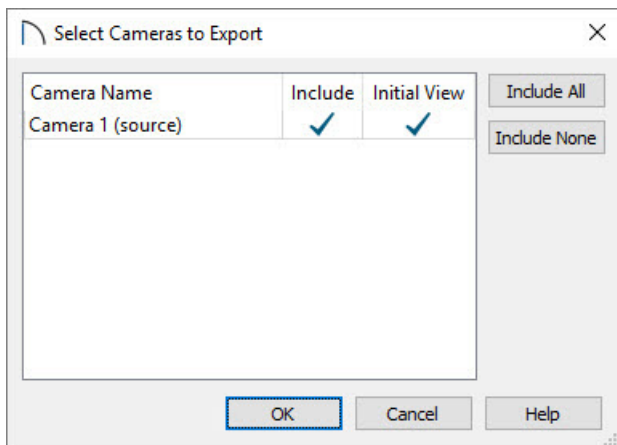 Select Cameras to Export
Camera Name Include Initial View
Camera 1 (source)
Include All
Include None
OK Cancel Help